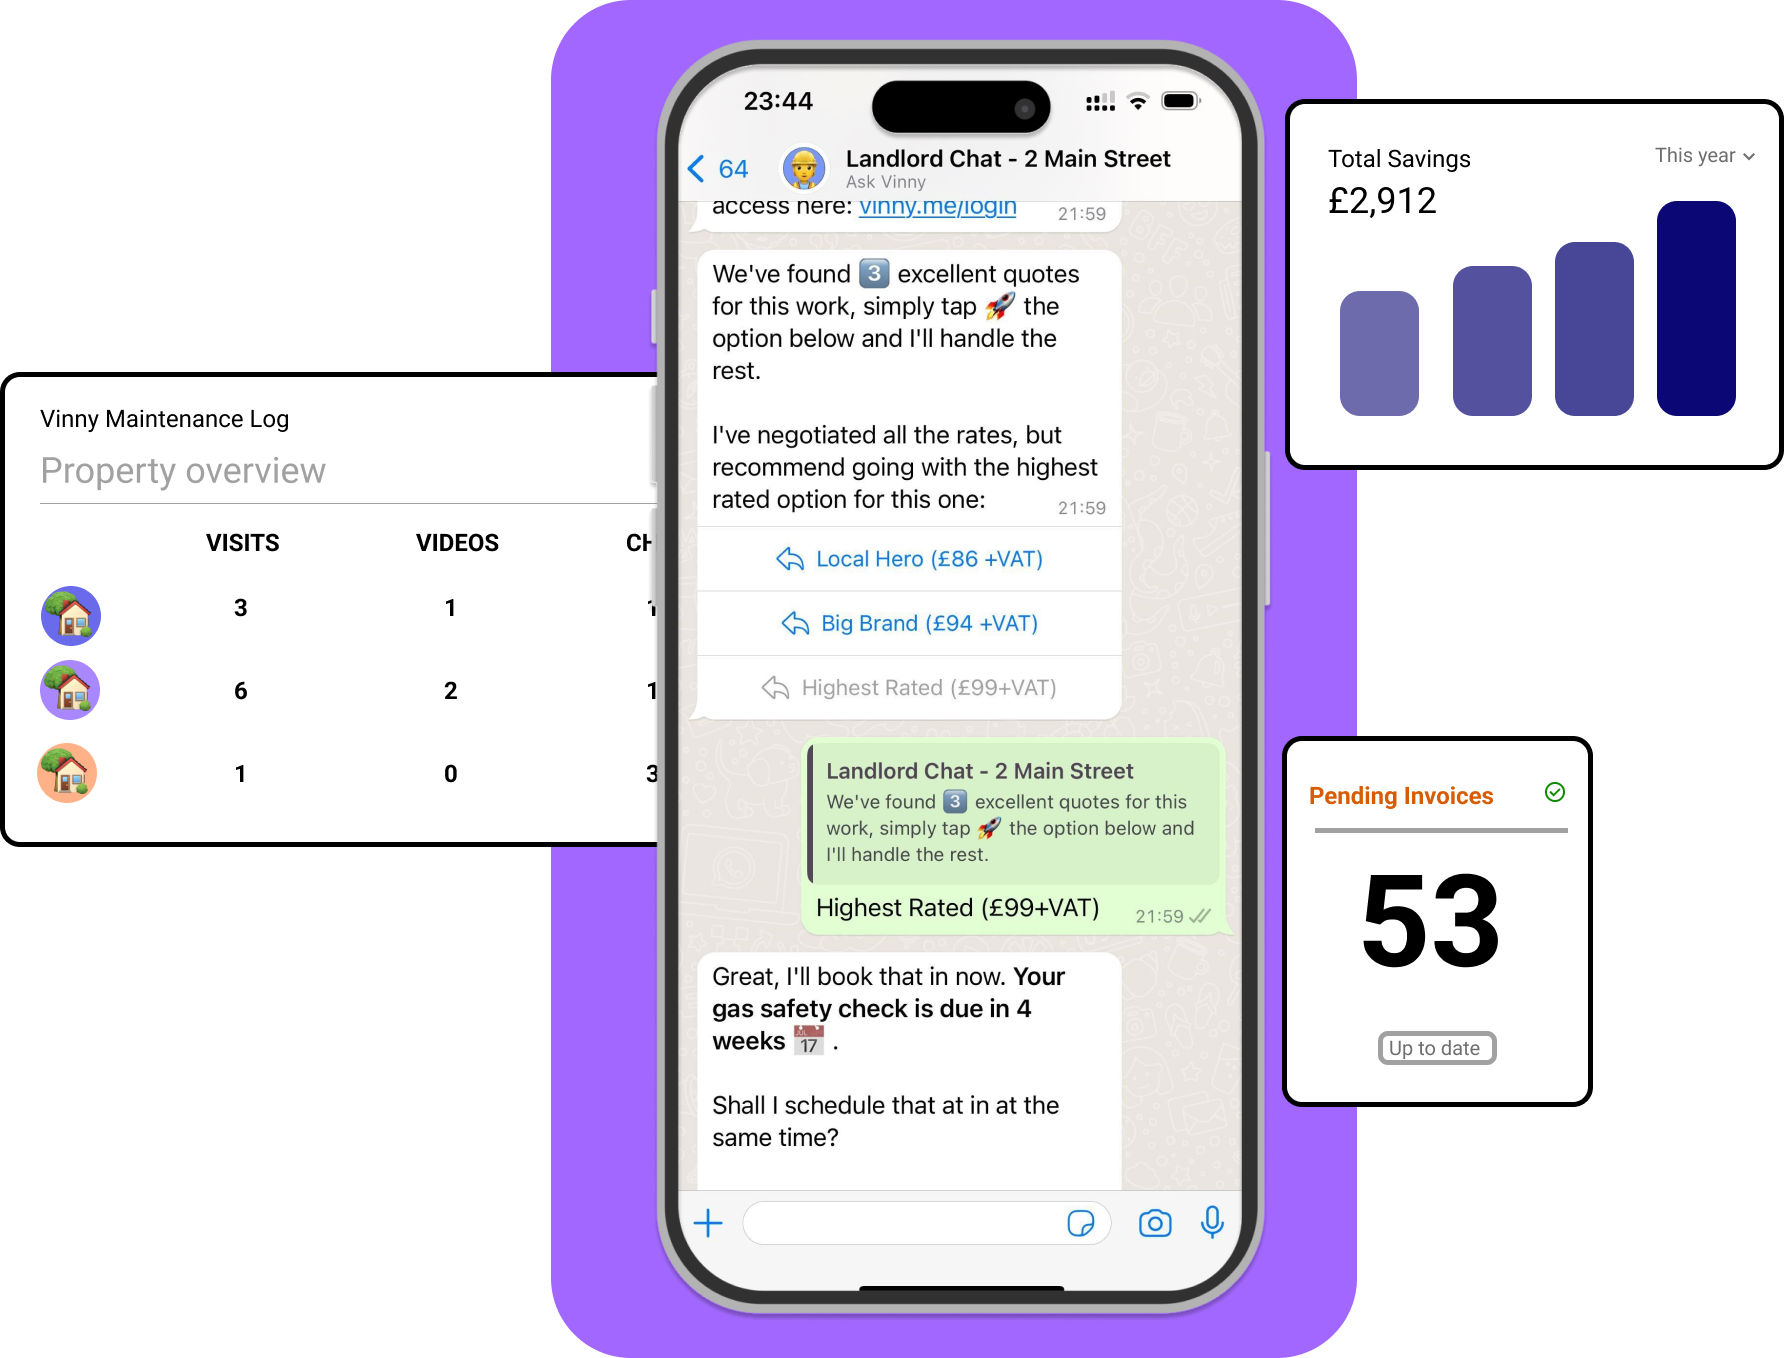 23:44
64
Landlord Chat - 2 Main Street
Ask Vinny
access here: vinny.me/login
21:59
We've found 3 excellent quotes
for this work, simply tap 🚀 the
option below and I'll handle the
rest.
I've negotiated all the rates, but
recommend going with the highest
rated option for this one:
21:59
Local Hero (£86 +VAT)
Big Brand (£94 +VAT)
Highest Rated (£99+VAT)
Landlord Chat - 2 Main Street
We've found 3 excellent quotes for this
work, simply tap 🚀 the option below and
I'll handle the rest.
Highest Rated (£99+VAT)
21:59
Great, I'll book that in now. Your
gas safety check is due in 4
weeks 📅 .
JUL
17
Shall I schedule that at in at the
same time?
Vinny Maintenance Log
Property overview
VISITS VIDEOS CH
3 1 1
6 2 1
1 0 3
Total Savings
This year
£2,912
Pending Invoices
53
Up to date